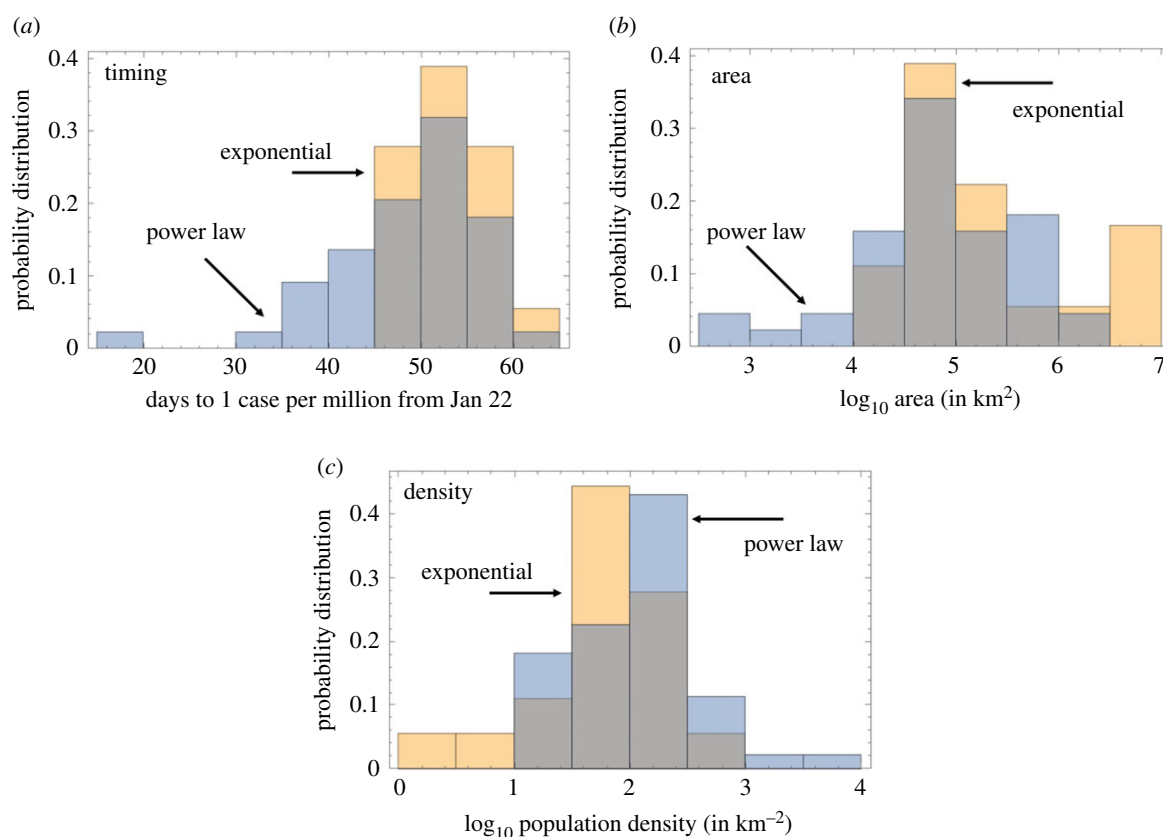 (a)
timing
exponential
power law
probability distribution
0.4
0.3
0.2
0.1
0
20 30 40 50 60
days to 1 case per million from Jan 22
(b)
area
exponential
power law
probability distribution
0.4
0.3
0.2
0.1
0
3 4 5 6 7
log₁₀ area (in km²)
(c)
density
power law
exponential
probability distribution
0.4
0.3
0.2
0.1
0
0 1 2 3 4
log₁₀ population density (in km⁻²)